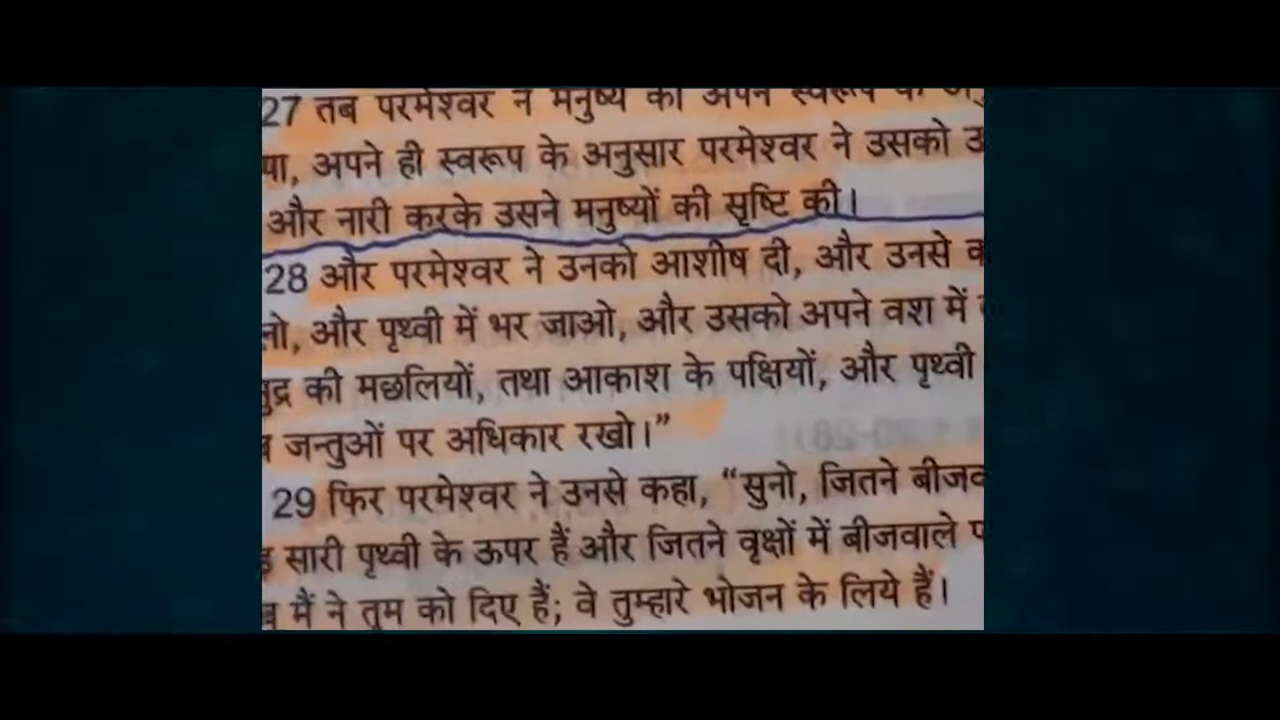 27 तब परमेश्वर ने मनुष्य को अपने स्वरूप के
अपने ही स्वरूप के अनुसार परमेश्वर ने उसको
और नारी करके उसने मनुष्यों की सृष्टि की।
28 और परमेश्वर ने उनको आशीष दी, और उनसे
और पृथ्वी में भर जाओ, और उसको अपने वश में
की मछलियों, तथा आकाश के पक्षियों, और पृथ्वी
जन्तुओं पर अधिकार रखो।”
29 फिर परमेश्वर ने उनसे कहा, “सुनो, जितने
सारी पृथ्वी के ऊपर हैं और जितने वृक्षों में बीजवाले
मैं ने तुम को दिए हैं; वे तुम्हारे भोजन के लिये हैं।